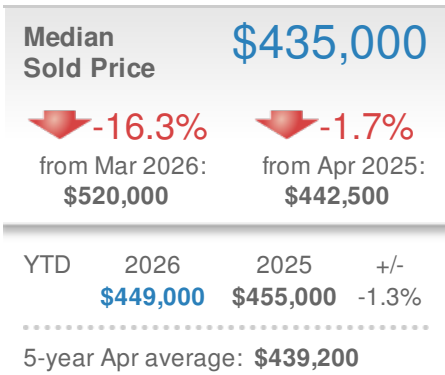 Median
Sold Price
$435,000
-16.3%
-1.7%
from Mar 2026:
$520,000
from Apr 2025:
$442,500
YTD 2026 2025 +/-
$449,000 $455,000 -1.3%
5-year Apr average: $439,200